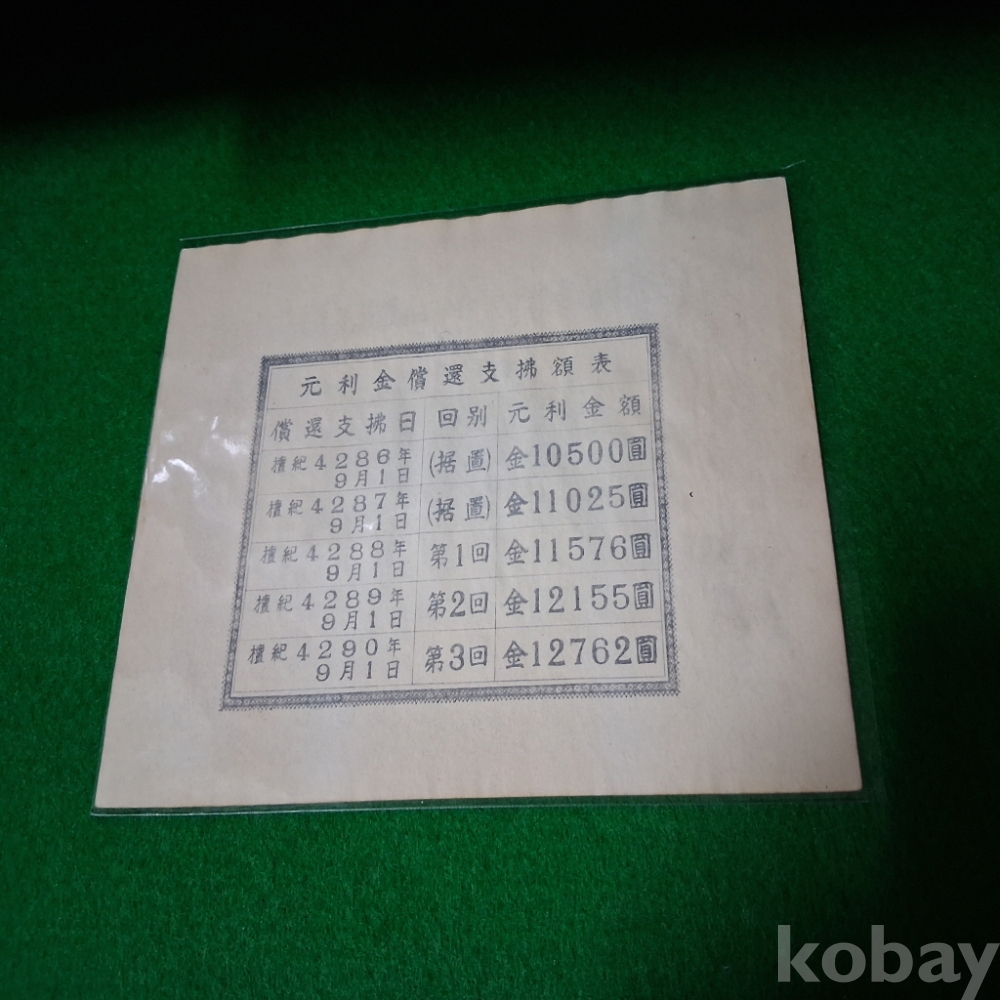 元利金償還支拂額表
償還支拂日 回別 元利金額
檀紀4286年9月1日 (据置) 金10500圓
檀紀4287年9月1日 (据置) 金11025圓
檀紀4288年9月1日 第1回 金11576圓
檀紀4289年9月1日 第2回 金12155圓
檀紀4290年9月1日 第3回 金12762圓
kobay